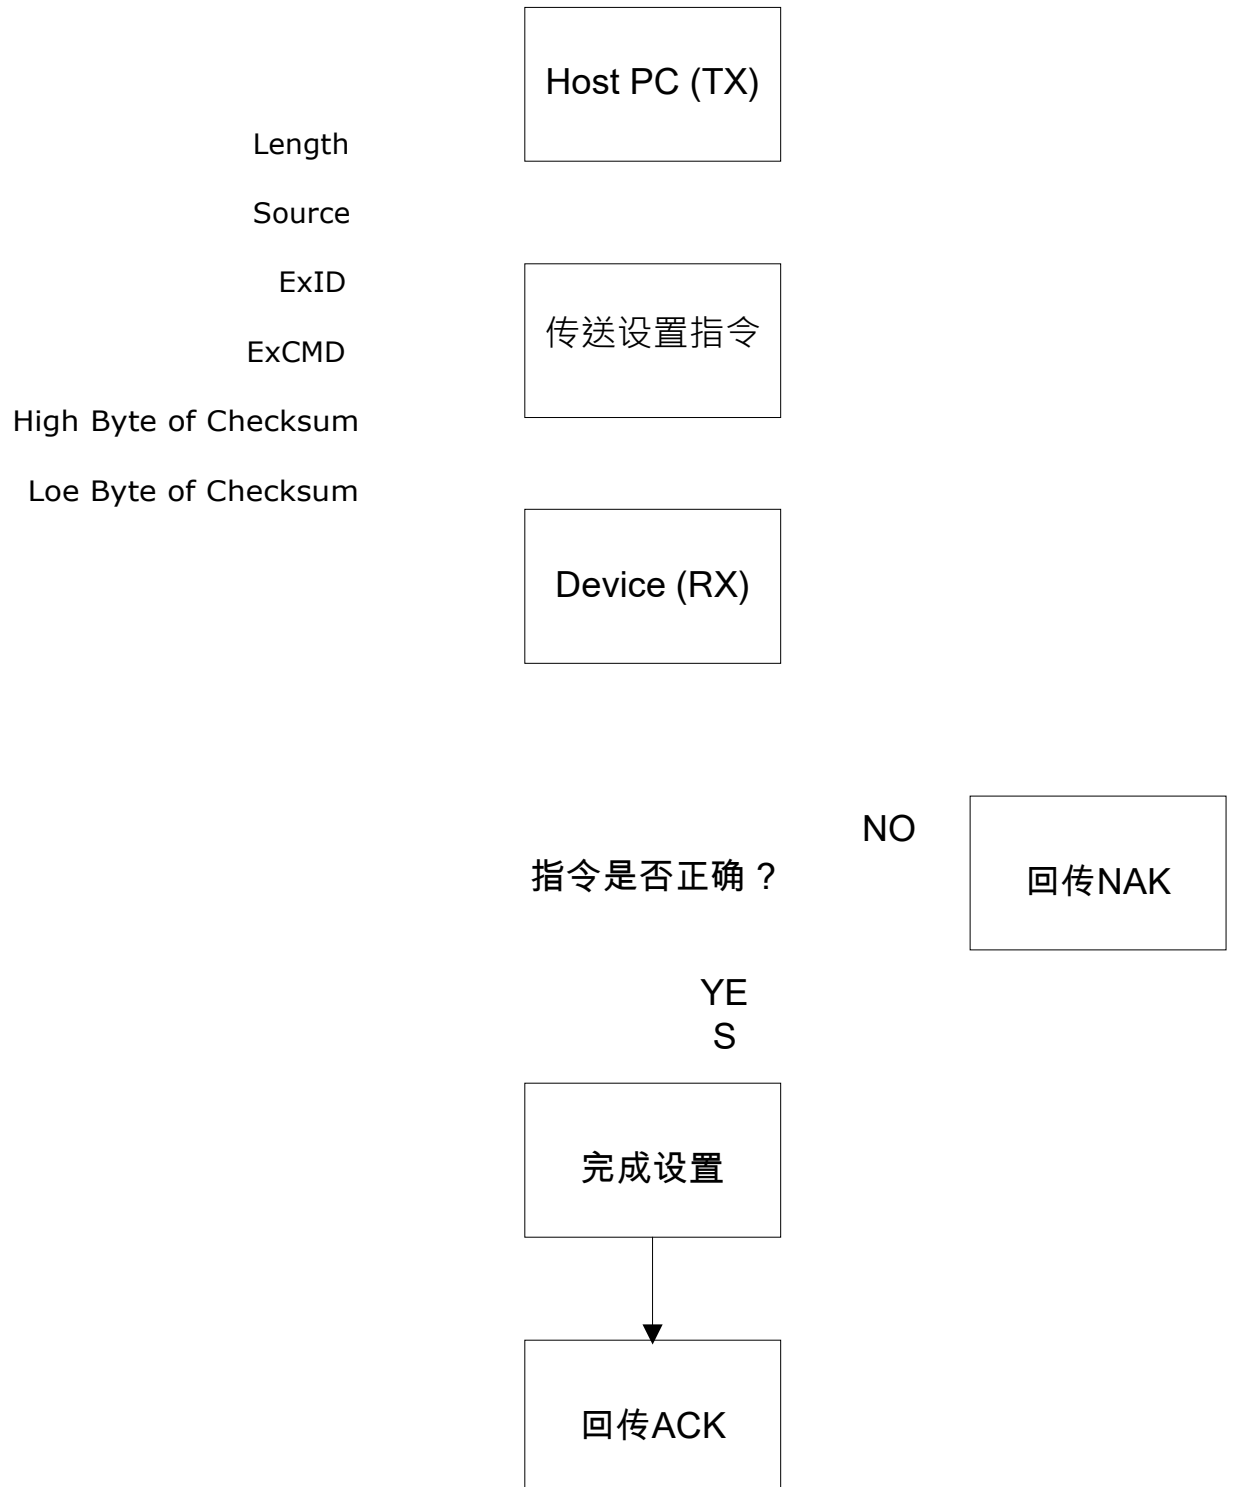 Host PC (TX)
Length
Source
ExID
传送设置指令
ExCMD
High Byte of Checksum
Loe Byte of Checksum
Device (RX)
NO
指令是否正确？
回传NAK
YE
S
完成设置
回传ACK